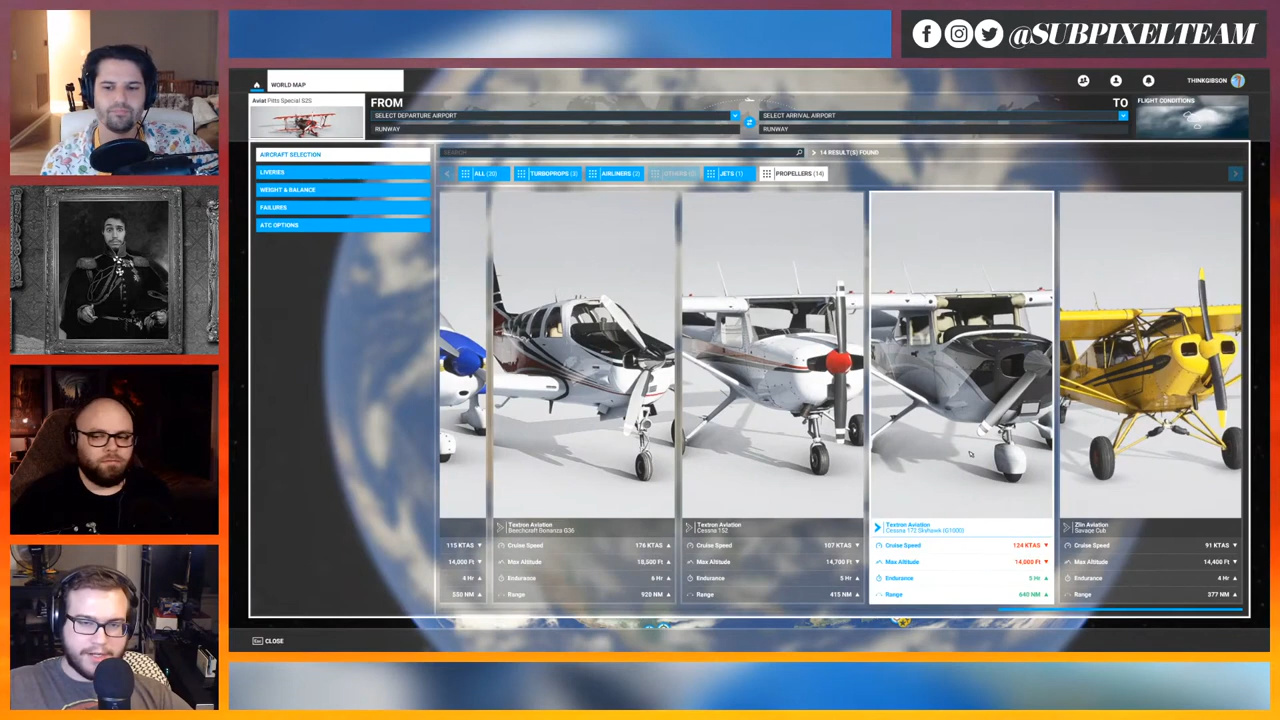 @SUBPIXELTEAM
WORLD MAP
THINKGIBSON
Aviat Pitts Special S2S
FROM
SELECT DEPARTURE AIRPORT
RUNWAY
TO
SELECT ARRIVAL AIRPORT
RUNWAY
FLIGHT CONDITIONS
AIRCRAFT SELECTION
LIVERIES
WEIGHT & BALANCE
FAILURES
ATC OPTIONS
SEARCH
14 RESULT(S) FOUND
ALL (20)
TURBOPROPS (3)
AIRLINERS (2)
JETS (1)
PROPELLERS (14)
115 KTAS
14,000 Ft
4 Hr
550 NM
Textron Aviation
Beechcraft Bonanza G36
Cruise Speed 176 KTAS
Max Altitude 18,500 Ft
Endurance 6 Hr
Range 920 NM
Textron Aviation
Cessna 152
Cruise Speed 107 KTAS
Max Altitude 14,700 Ft
Endurance 5 Hr
Range 415 NM
Textron Aviation
Cessna 172 Skyhawk (G1000)
Cruise Speed 124 KTAS
Max Altitude 14,000 Ft
Endurance 5 Hr
Range 640 NM
Zlin Aviation
Savage Cub
Cruise Speed 91 KTAS
Max Altitude 14,400 Ft
Endurance 4 Hr
Range 377 NM
Esc CLOSE